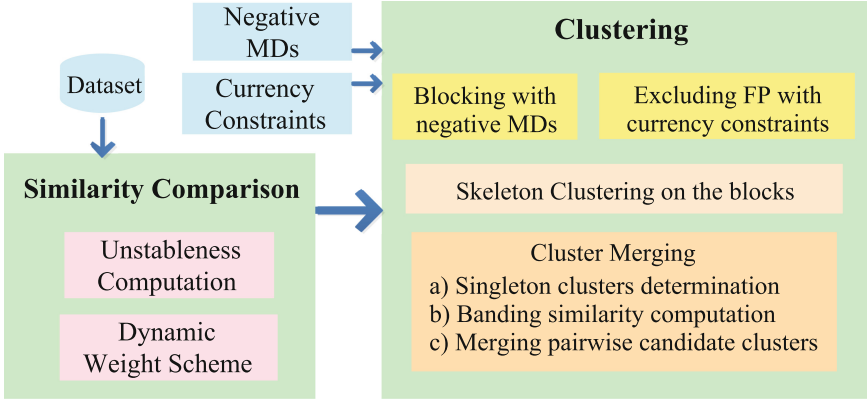 Dataset
Negative
MDs
Currency
Constraints
Similarity Comparison
Unstableness
Computation
Dynamic
Weight Scheme
Clustering
Blocking with
negative MDs
Excluding FP with
currency constraints
Skeleton Clustering on the blocks
Cluster Merging
a) Singleton clusters determination
b) Banding similarity computation
c) Merging pairwise candidate clusters